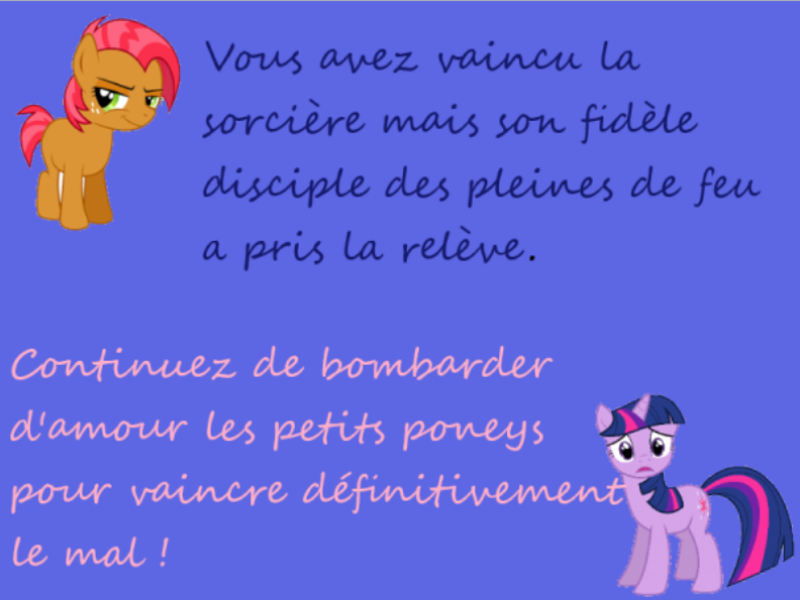 Vous avez vaincu la
sorcière mais son fidèle
disciple des pleines de feu
a pris la relève.
Continuez de bombarder
d'amour les petits poneys
pour vaincre définitivement
le mal !